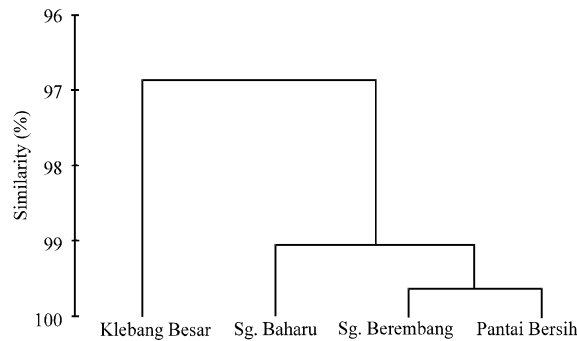 96
97
98
99
100
Similarity (%)
Klebang Besar Sg. Baharu Sg. Berembang Pantai Bersih